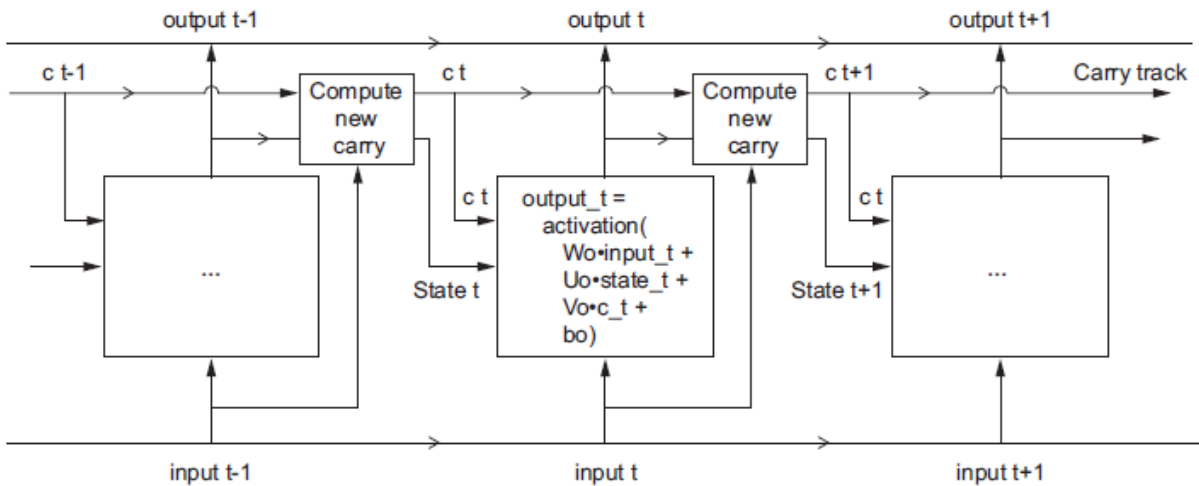 output t-1
output t
output t+1
c t-1
c t
c t+1
Carry track
Compute
new
carry
Compute
new
carry
c t
c t
output_t =
activation(
Wo•input_t +
Uo•state_t +
Vo•c_t +
bo)
...
...
State t
State t+1
input t-1
input t
input t+1